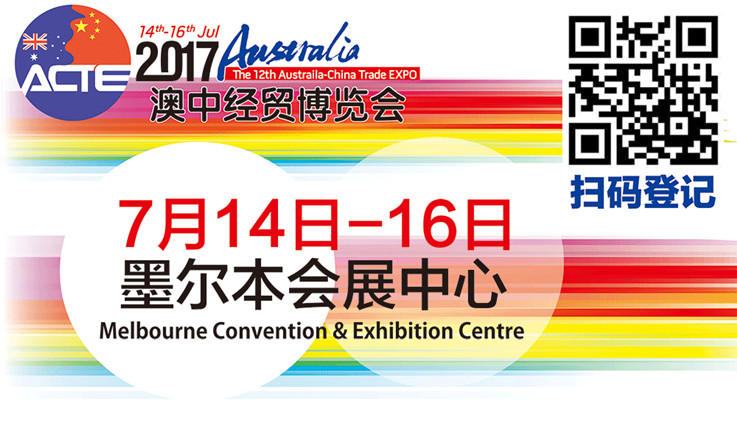 ACTE
14th-16th Jul
2017 Australia
The 12th Austraila-China Trade EXPO
澳中经贸博览会
扫码登记
7月14日-16日
墨尔本会展中心
Melbourne Convention & Exhibition Centre